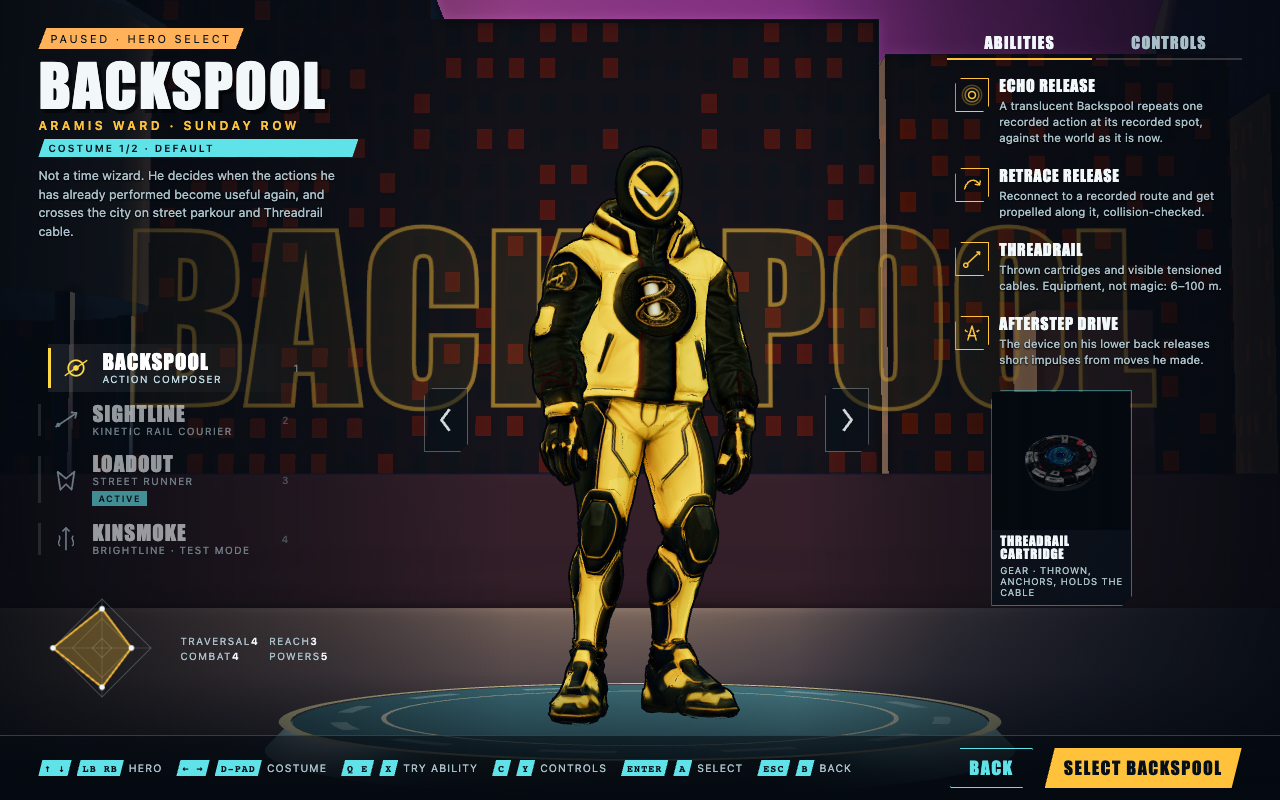 PAUSED · HERO SELECT
BACKSPOOL
ARAMIS WARD · SUNDAY ROW
COSTUME 1/2 · DEFAULT
Not a time wizard. He decides when the actions he
has already performed become useful again, and
crosses the city on street parkour and Threadrail
cable.
BACKSPOOL
BACKSPOOL 1
ACTION COMPOSER
SIGHTLINE 2
KINETIC RAIL COURIER
LOADOUT
STREET RUNNER 3
ACTIVE
KINSMOKE 4
BRIGHTLINE · TEST MODE
TRAVERSAL4 REACH3
COMBAT4 POWERS5
ABILITIES CONTROLS
ECHO RELEASE
A translucent Backspool repeats one
recorded action at its recorded spot,
against the world as it is now.
RETRACE RELEASE
Reconnect to a recorded route and get
propelled along it, collision-checked.
THREADRAIL
Thrown cartridges and visible tensioned
cables. Equipment, not magic: 6–100 m.
AFTERSTEP DRIVE
The device on his lower back releases
short impulses from moves he made.
THREADRAIL
CARTRIDGE
GEAR · THROWN,
ANCHORS, HOLDS THE
CABLE
↑ ↓ LB RB HERO ← → D-PAD COSTUME Q E X TRY ABILITY C Y CONTROLS ENTER A SELECT ESC B BACK
BACK SELECT BACKSPOOL